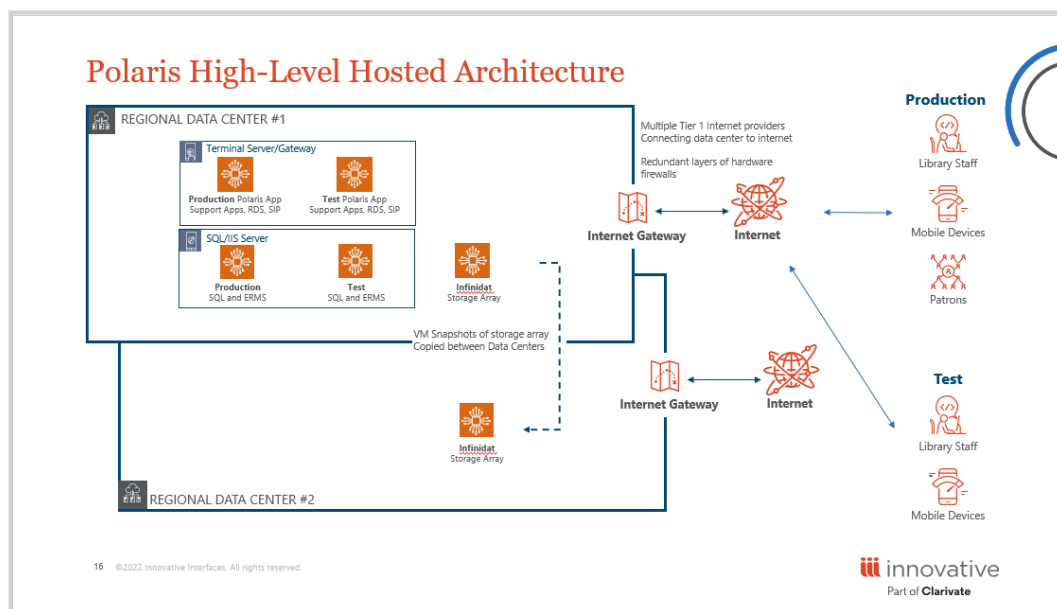 Polaris High-Level Hosted Architecture
REGIONAL DATA CENTER #1
Terminal Server/Gateway
Production Polaris App
Support Apps, RDS, SIP
Test Polaris App
Support Apps, RDS, SIP
SQL/IIS Server
Production
SQL and ERMS
Test
SQL and ERMS
Infinidat
Storage Array
VM Snapshots of storage array
Copied between Data Centers
Infinidat
Storage Array
REGIONAL DATA CENTER #2
Multiple Tier 1 Internet providers
Connecting data center to internet
Redundant layers of hardware
firewalls
Internet Gateway
Internet
Internet Gateway
Internet
Production
Library Staff
Mobile Devices
Patrons
Test
Library Staff
Mobile Devices
16
©2022 Innovative Interfaces. All rights reserved.
innovative
Part of Clarivate